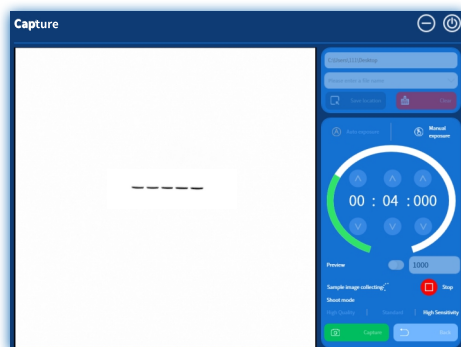 Capture
C:\Users\111\Desktop
Please enter a file name
Save location
Clear
Auto exposure
Manual
exposure
00 : 04 : 000
Preview
1000
Sample image collecting
Stop
Shoot mode
High Quality | Standard | High Sensitivity
Capture
Back